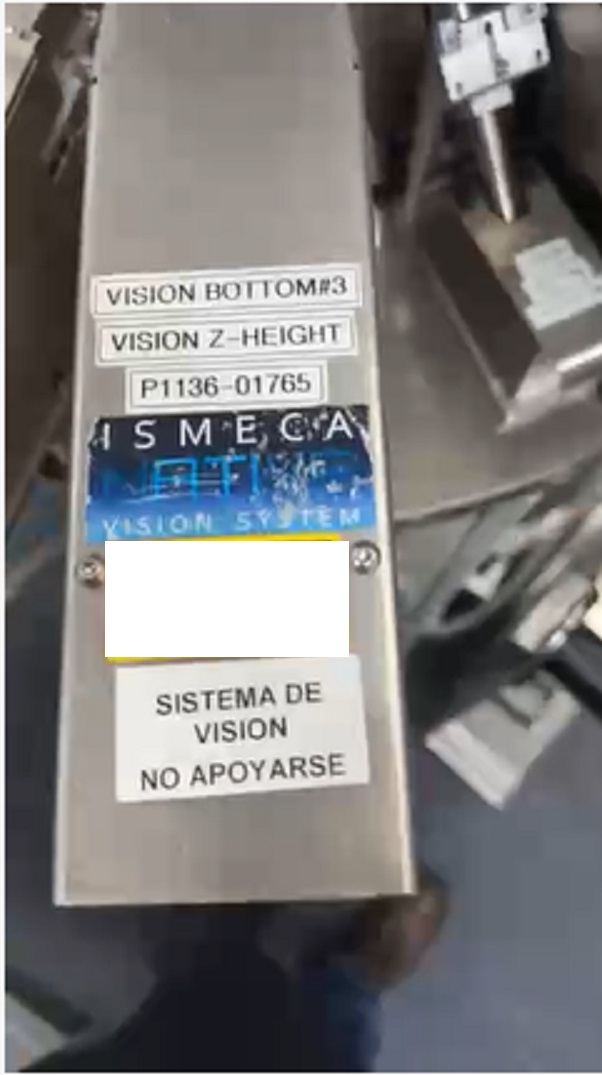 VISION BOTTOM#3
VISION Z-HEIGHT
P1136-01765
ISMECA
VISION SYSTEM
SISTEMA DE
VISION
NO APOYARSE